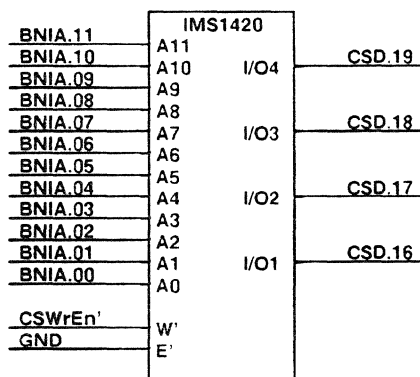 IMS1420
BNIA.11 A11
BNIA.10 A10 I/O4 CSD.19
BNIA.09 A9
BNIA.08 A8
BNIA.07 A7 I/O3 CSD.18
BNIA.06 A6
BNIA.05 A5
BNIA.04 A4 I/O2 CSD.17
BNIA.03 A3
BNIA.02 A2
BNIA.01 A1 I/O1 CSD.16
BNIA.00 A0
CSWrEn' W'
GND E'